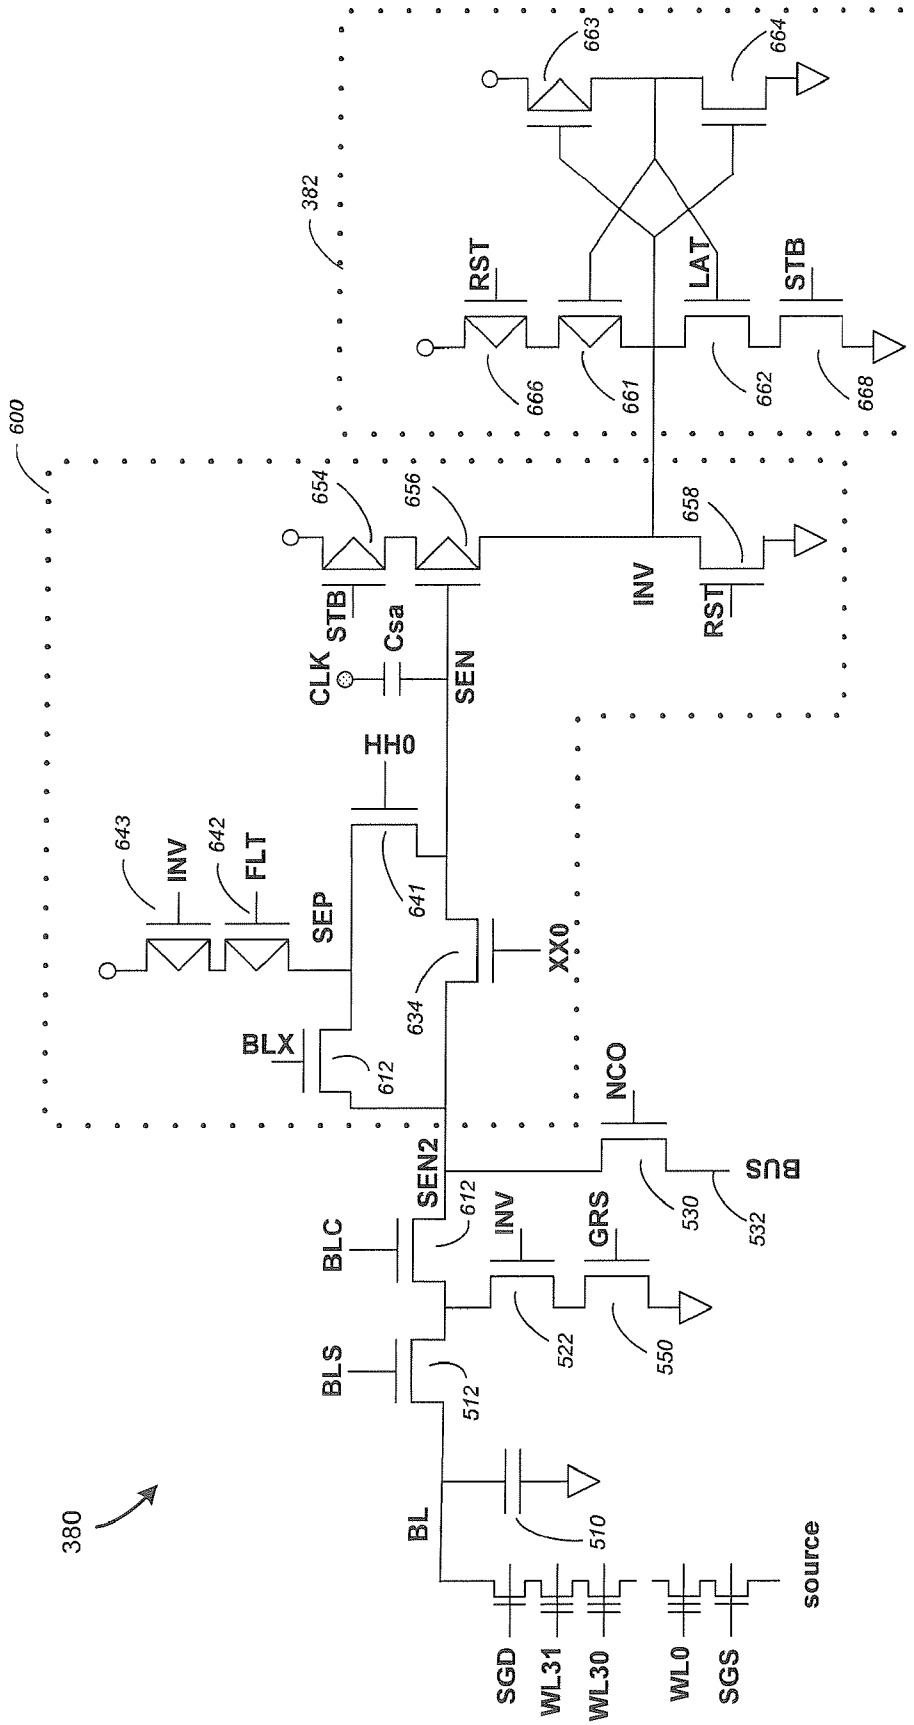 380
600
382
643
INV
642
FLT
SEP
BLX
612
641
HH0
634
XX0
CLK
Csa
SEN
STB
654
656
INV
RST
658
RST
666
661
LAT
662
STB
668
663
664
BL
510
BLS
512
BLC
612
SEN2
INV
522
GRS
550
NCO
530
532
BUS
SGD
WL31
WL30
WL0
SGS
source